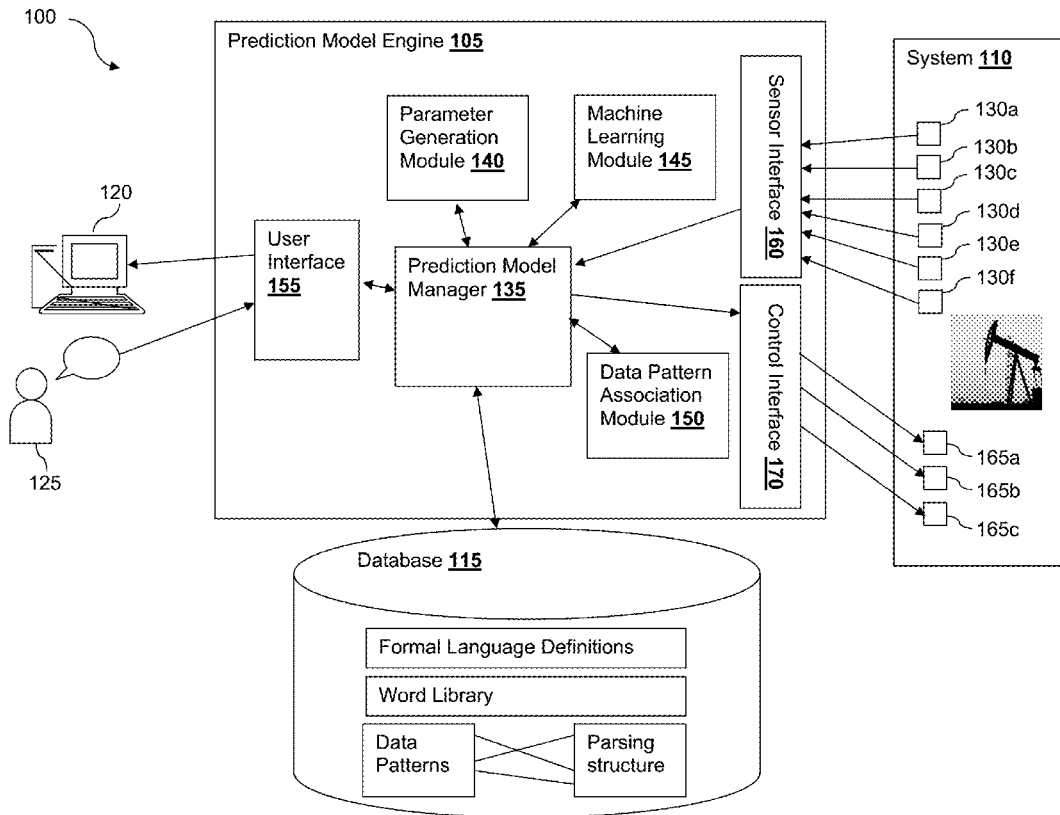 100
Prediction Model Engine 105
System 110
Parameter
Generation
Module 140
Machine
Learning
Module 145
Sensor Interface 160
130a
130b
130c
130d
130e
130f
120
User
Interface
155
Prediction Model
Manager 135
Data Pattern
Association
Module 150
Control Interface 170
125
165a
165b
165c
Database 115
Formal Language Definitions
Word Library
Data
Patterns
Parsing
structure